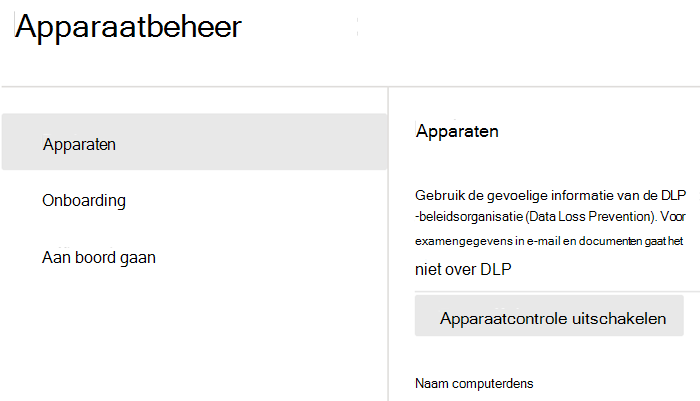 Apparaatbeheer
Apparaten
Onboarding
Aan boord gaan
Apparaten
Gebruik de gevoelige informatie van de DLP
-beleidsorganisatie (Data Loss Prevention). Voor
examengegevens in e-mail en documenten gaat het
niet over DLP
Apparaatcontrole uitschakelen
Naam computerdens